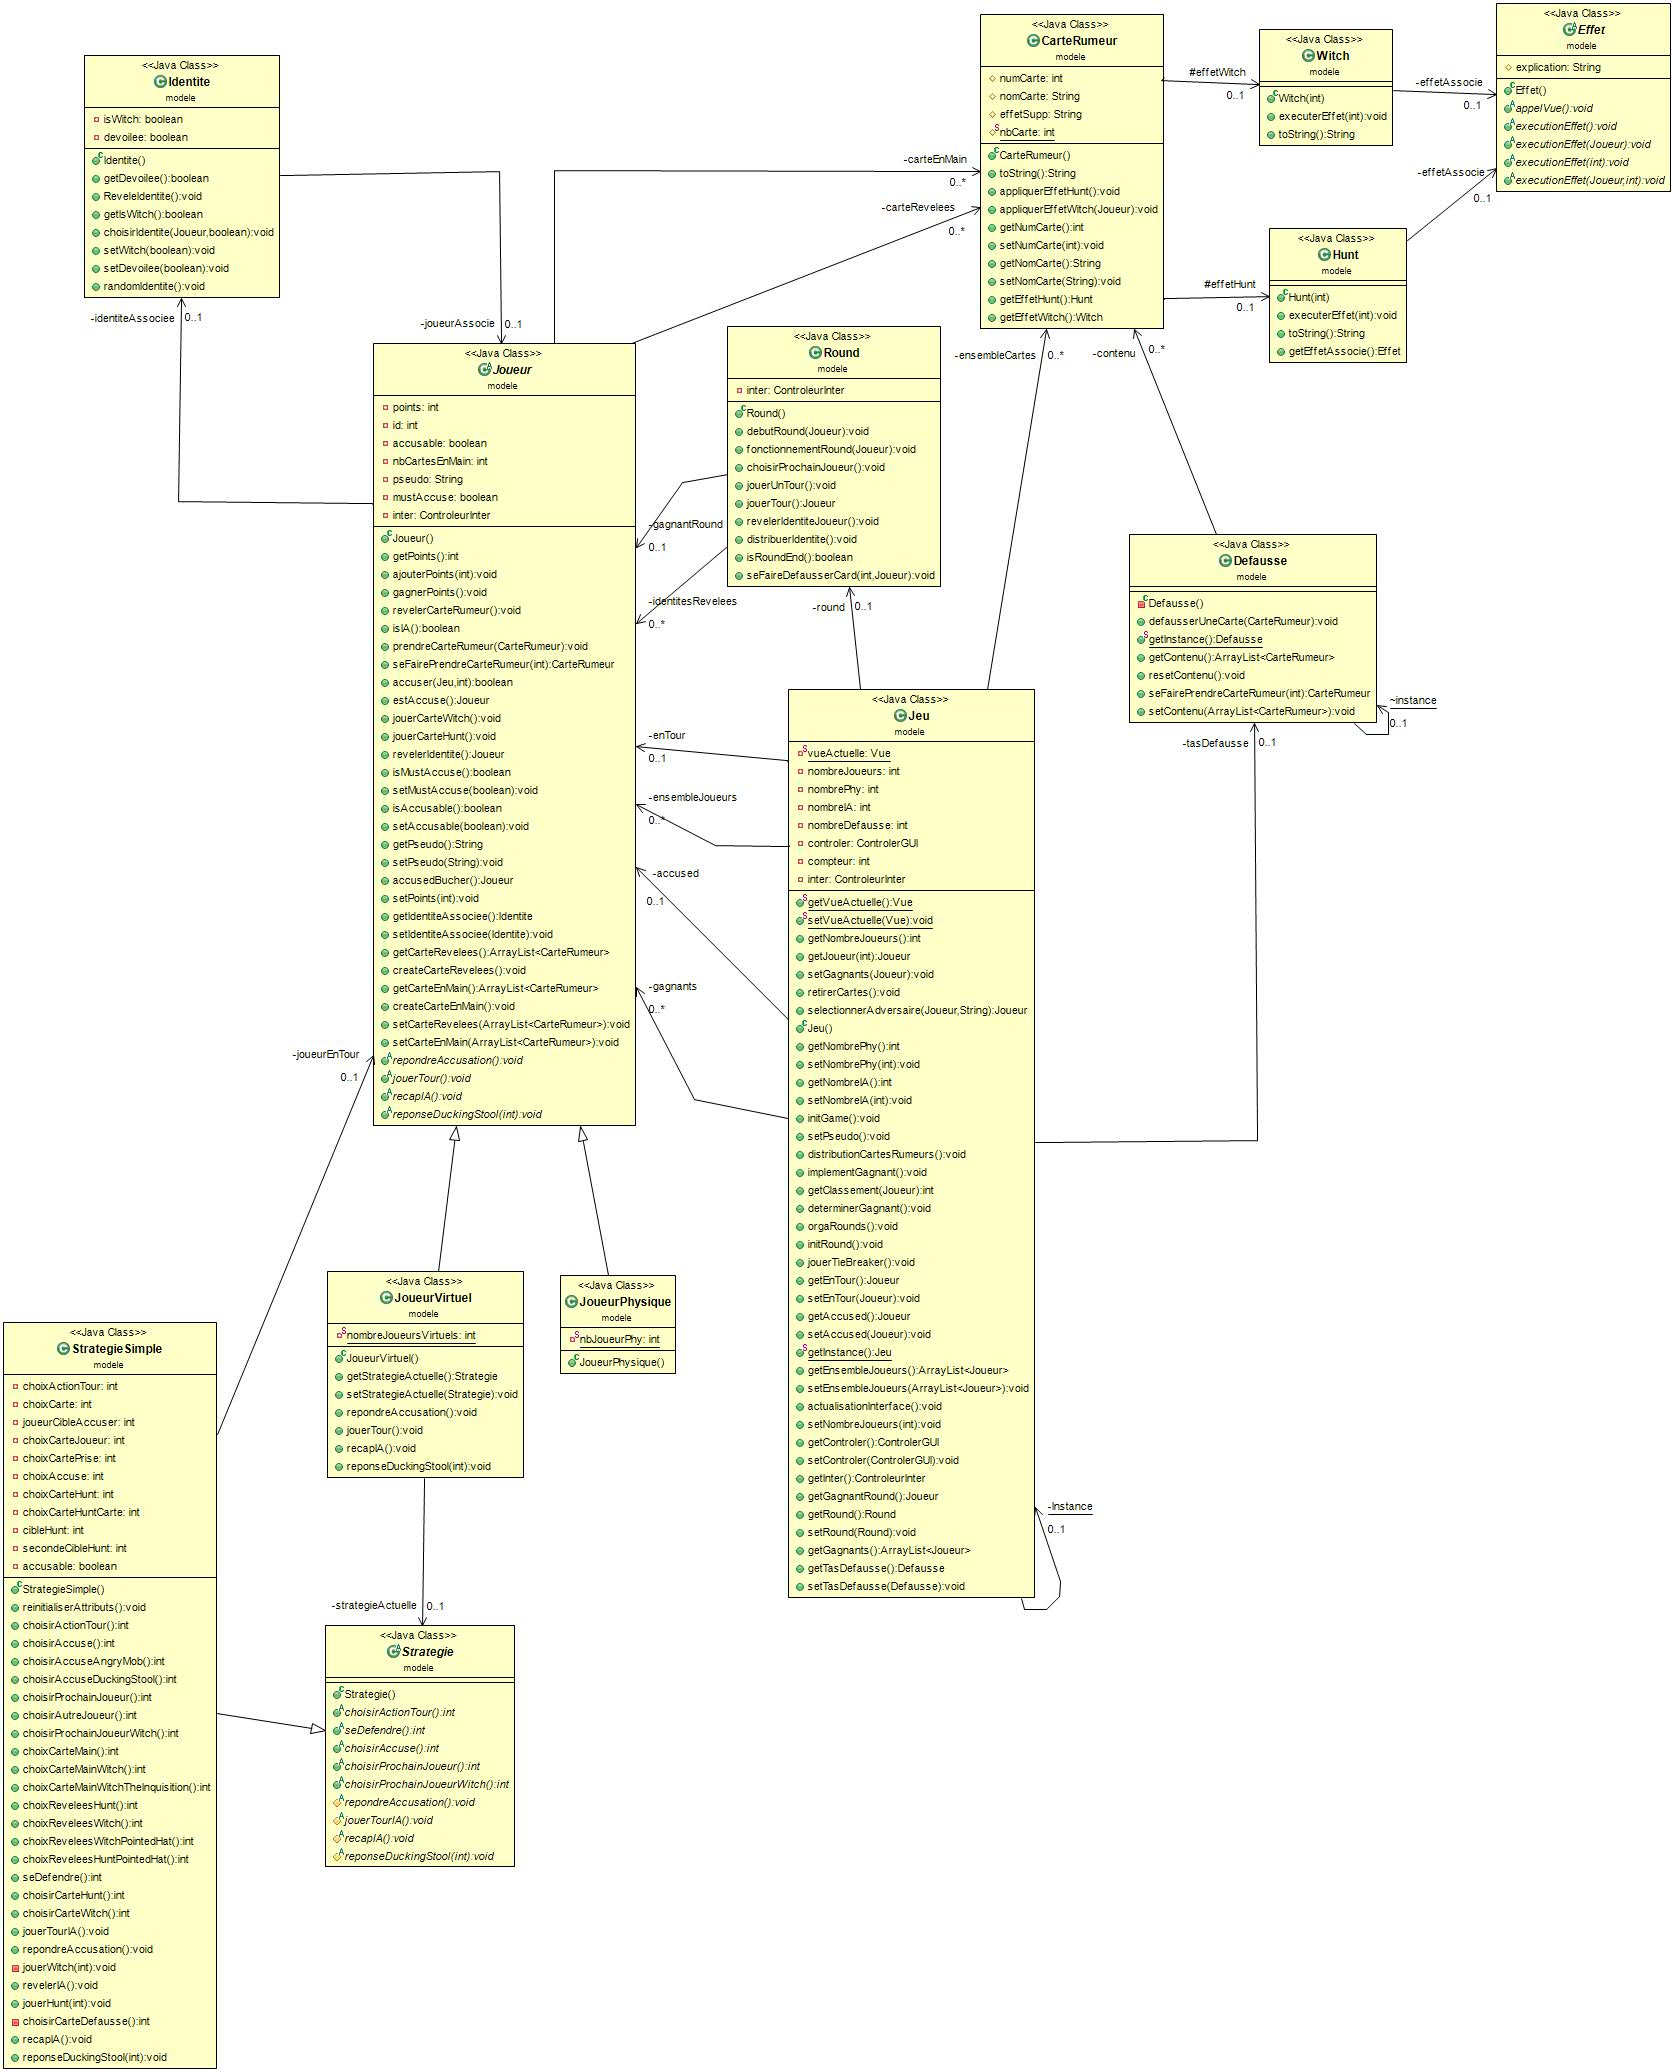 <<Java Class>>
Identite
modele
isWitch: boolean
devoilee: boolean
Identite()
getDevoilee():boolean
ReveleIdentite():void
getIsWitch():boolean
choisirIdentite(Joueur,boolean):void
setWitch(boolean):void
setDevoilee(boolean):void
randomIdentite():void
-identiteAssociee
0..1
-joueurAssocie
0..1
<<Java Class>>
CarteRumeur
modele
numCarte: int
nomCarte: String
effetSupp: String
nbCarte: int
CarteRumeur()
toString():String
appliquerEffetHunt():void
appliquerEffetWitch(Joueur):void
getNumCarte():int
setNumCarte(int):void
getNomCarte():String
setNomCarte(String):void
getEffetHunt():Hunt
getEffetWitch():Witch
-carteEnMain
0..*
-carteRevelees
0..*
#effetWitch
0..1
#effetHunt
0..1
<<Java Class>>
Witch
modele
Witch(int)
executerEffet(int):void
toString():String
-effetAssocie
0..1
<<Java Class>>
Effet
modele
explication: String
Effet()
appelVue():void
executionEffet():void
executionEffet(Joueur):void
executionEffet(int):void
executionEffet(Joueur,int):void
-effetAssocie
0..1
<<Java Class>>
Hunt
modele
Hunt(int)
executerEffet(int):void
toString():String
getEffetAssocie():Effet
-ensembleCartes
0..*
-contenu
0..*
<<Java Class>>
Joueur
modele
points: int
id: int
accusable: boolean
nbCartesEnMain: int
pseudo: String
mustAccuse: boolean
inter: ControleurInter
Joueur()
getPoints():int
ajouterPoints(int):void
gagnerPoints():void
revelerCarteRumeur():void
isIA():boolean
prendreCarteRumeur(CarteRumeur):void
seFairePrendreCarteRumeur(int):CarteRumeur
accuser(Jeu,int):boolean
estAccuse():Joueur
jouerCarteWitch():void
jouerCarteHunt():void
revelerIdentite():Joueur
isMustAccuse():boolean
setMustAccuse(boolean):void
isAccusable():boolean
setAccusable(boolean):void
getPseudo():String
setPseudo(String):void
accusedBucher():Joueur
setPoints(int):void
getIdentiteAssociee():Identite
setIdentiteAssociee(Identite):void
getCarteRevelees():ArrayList<CarteRumeur>
createCarteRevelees():void
getCarteEnMain():ArrayList<CarteRumeur>
createCarteEnMain():void
setCarteRevelees(ArrayList<CarteRumeur>):void
setCarteEnMain(ArrayList<CarteRumeur>):void
repondreAccusation():void
jouerTour():void
recapIA():void
reponseDuckingStool(int):void
<<Java Class>>
Round
modele
inter: ControleurInter
Round()
debutRound(Joueur):void
fonctionnementRound(Joueur):void
choisirProchainJoueur():void
jouerUnTour():void
jouerTour():Joueur
revelerIdentiteJoueur():void
distribuerIdentite():void
isRoundEnd():boolean
seFaireDefausserCard(int,Joueur):void
-gagnantRound
0..1
-identitesRevelees
0..*
-round
0..1
<<Java Class>>
Defausse
modele
Defausse()
defausserUneCarte(CarteRumeur):void
getInstance():Defausse
getContenu():ArrayList<CarteRumeur>
resetContenu():void
seFairePrendreCarteRumeur(int):CarteRumeur
setContenu(ArrayList<CarteRumeur>):void
~instance
0..1
-tasDefausse
0..1
-enTour
0..1
-ensembleJoueurs
0..*
-accused
0..1
-gagnants
0..*
<<Java Class>>
Jeu
modele
vueActuelle: Vue
nombreJoueurs: int
nombrePhy: int
nombreIA: int
nombreDefausse: int
controler: ControlerGUI
compteur: int
inter: ControleurInter
getVueActuelle():Vue
setVueActuelle(Vue):void
getNombreJoueurs():int
getJoueur(int):Joueur
setGagnants(Joueur):void
retirerCartes():void
selectionnerAdversaire(Joueur,String):Joueur
Jeu()
getNombrePhy():int
setNombrePhy(int):void
getNombreIA():int
setNombreIA(int):void
initGame():void
setPseudo():void
distributionCartesRumeurs():void
implementGagnant():void
getClassement(Joueur):int
determinerGagnant():void
orgaRounds():void
initRound():void
jouerTieBreaker():void
getEnTour():Joueur
setEnTour(Joueur):void
getAccused():Joueur
setAccused(Joueur):void
getInstance():Jeu
getEnsembleJoueurs():ArrayList<Joueur>
setEnsembleJoueurs(ArrayList<Joueur>):void
actualisationInterface():void
setNombreJoueurs(int):void
getControler():ControlerGUI
setControler(ControlerGUI):void
getInter():ControleurInter
getGagnantRound():Joueur
getRound():Round
setRound(Round):void
getGagnants():ArrayList<Joueur>
getTasDefausse():Defausse
setTasDefausse(Defausse):void
-Instance
0..1
-joueurEnTour
0..1
<<Java Class>>
JoueurVirtuel
modele
nombreJoueursVirtuels: int
JoueurVirtuel()
getStrategieActuelle():Strategie
setStrategieActuelle(Strategie):void
repondreAccusation():void
jouerTour():void
recapIA():void
reponseDuckingStool(int):void
<<Java Class>>
JoueurPhysique
modele
nbJoueurPhy: int
JoueurPhysique()
<<Java Class>>
StrategieSimple
modele
choixActionTour: int
choixCarte: int
joueurCibleAccuser: int
choixCarteJoueur: int
choixCartePrise: int
choixAccuse: int
choixCarteHunt: int
choixCarteHuntCarte: int
cibleHunt: int
secondeCibleHunt: int
accusable: boolean
StrategieSimple()
reinitialiserAttributs():void
choisirActionTour():int
choisirAccuse():int
choisirAccuseAngryMob():int
choisirAccuseDuckingStool():int
choisirProchainJoueur():int
choisirAutreJoueur():int
choisirProchainJoueurWitch():int
choixCarteMain():int
choixCarteMainWitch():int
choixCarteMainWitchTheInquisition():int
choixReveleesHunt():int
choixReveleesWitch():int
choixReveleesWitchPointedHat():int
choixReveleesHuntPointedHat():int
seDefendre():int
choisirCarteHunt():int
choisirCarteWitch():int
jouerTourIA():void
repondreAccusation():void
jouerWitch(int):void
revelerIA():void
jouerHunt(int):void
choisirCarteDefausse():int
recapIA():void
reponseDuckingStool(int):void
-strategieActuelle
0..1
<<Java Class>>
Strategie
modele
Strategie()
choisirActionTour():int
seDefendre():int
choisirAccuse():int
choisirProchainJoueur():int
choisirProchainJoueurWitch():int
repondreAccusation():void
jouerTourIA():void
recapIA():void
reponseDuckingStool(int):void